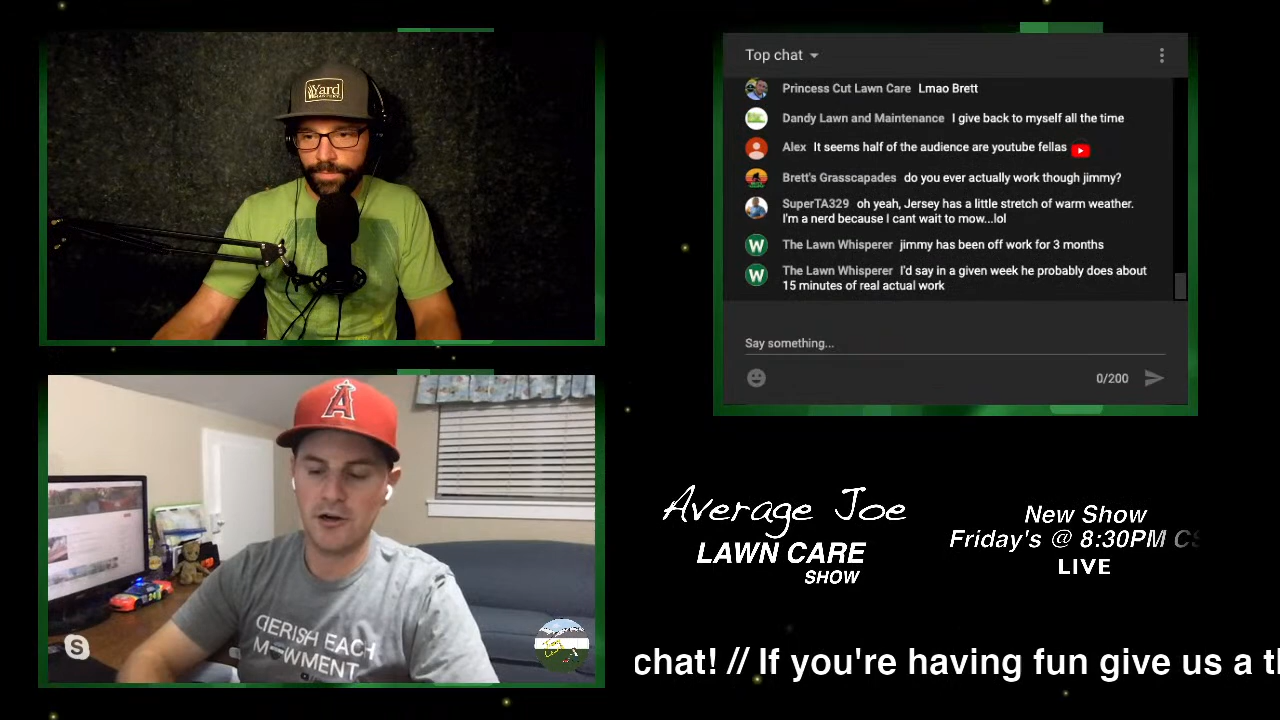 Yard
Top chat
Princess Cut Lawn Care Lmao Brett
Dandy Lawn and Maintenance I give back to myself all the time
Alex It seems half of the audience are youtube fellas
Brett's Grasscapades do you ever actually work though jimmy?
SuperTA329 oh yeah, Jersey has a little stretch of warm weather.
I'm a nerd because I cant wait to mow...lol
W The Lawn Whisperer jimmy has been off work for 3 months
W The Lawn Whisperer I'd say in a given week he probably does about
15 minutes of real actual work
Say something...
0/200
A
24
CHERISH EACH
MOWMENT
S
Average Joe
LAWN CARE
SHOW
New Show
Friday's @ 8:30PM CS
LIVE
chat! // If you're having fun give us a th